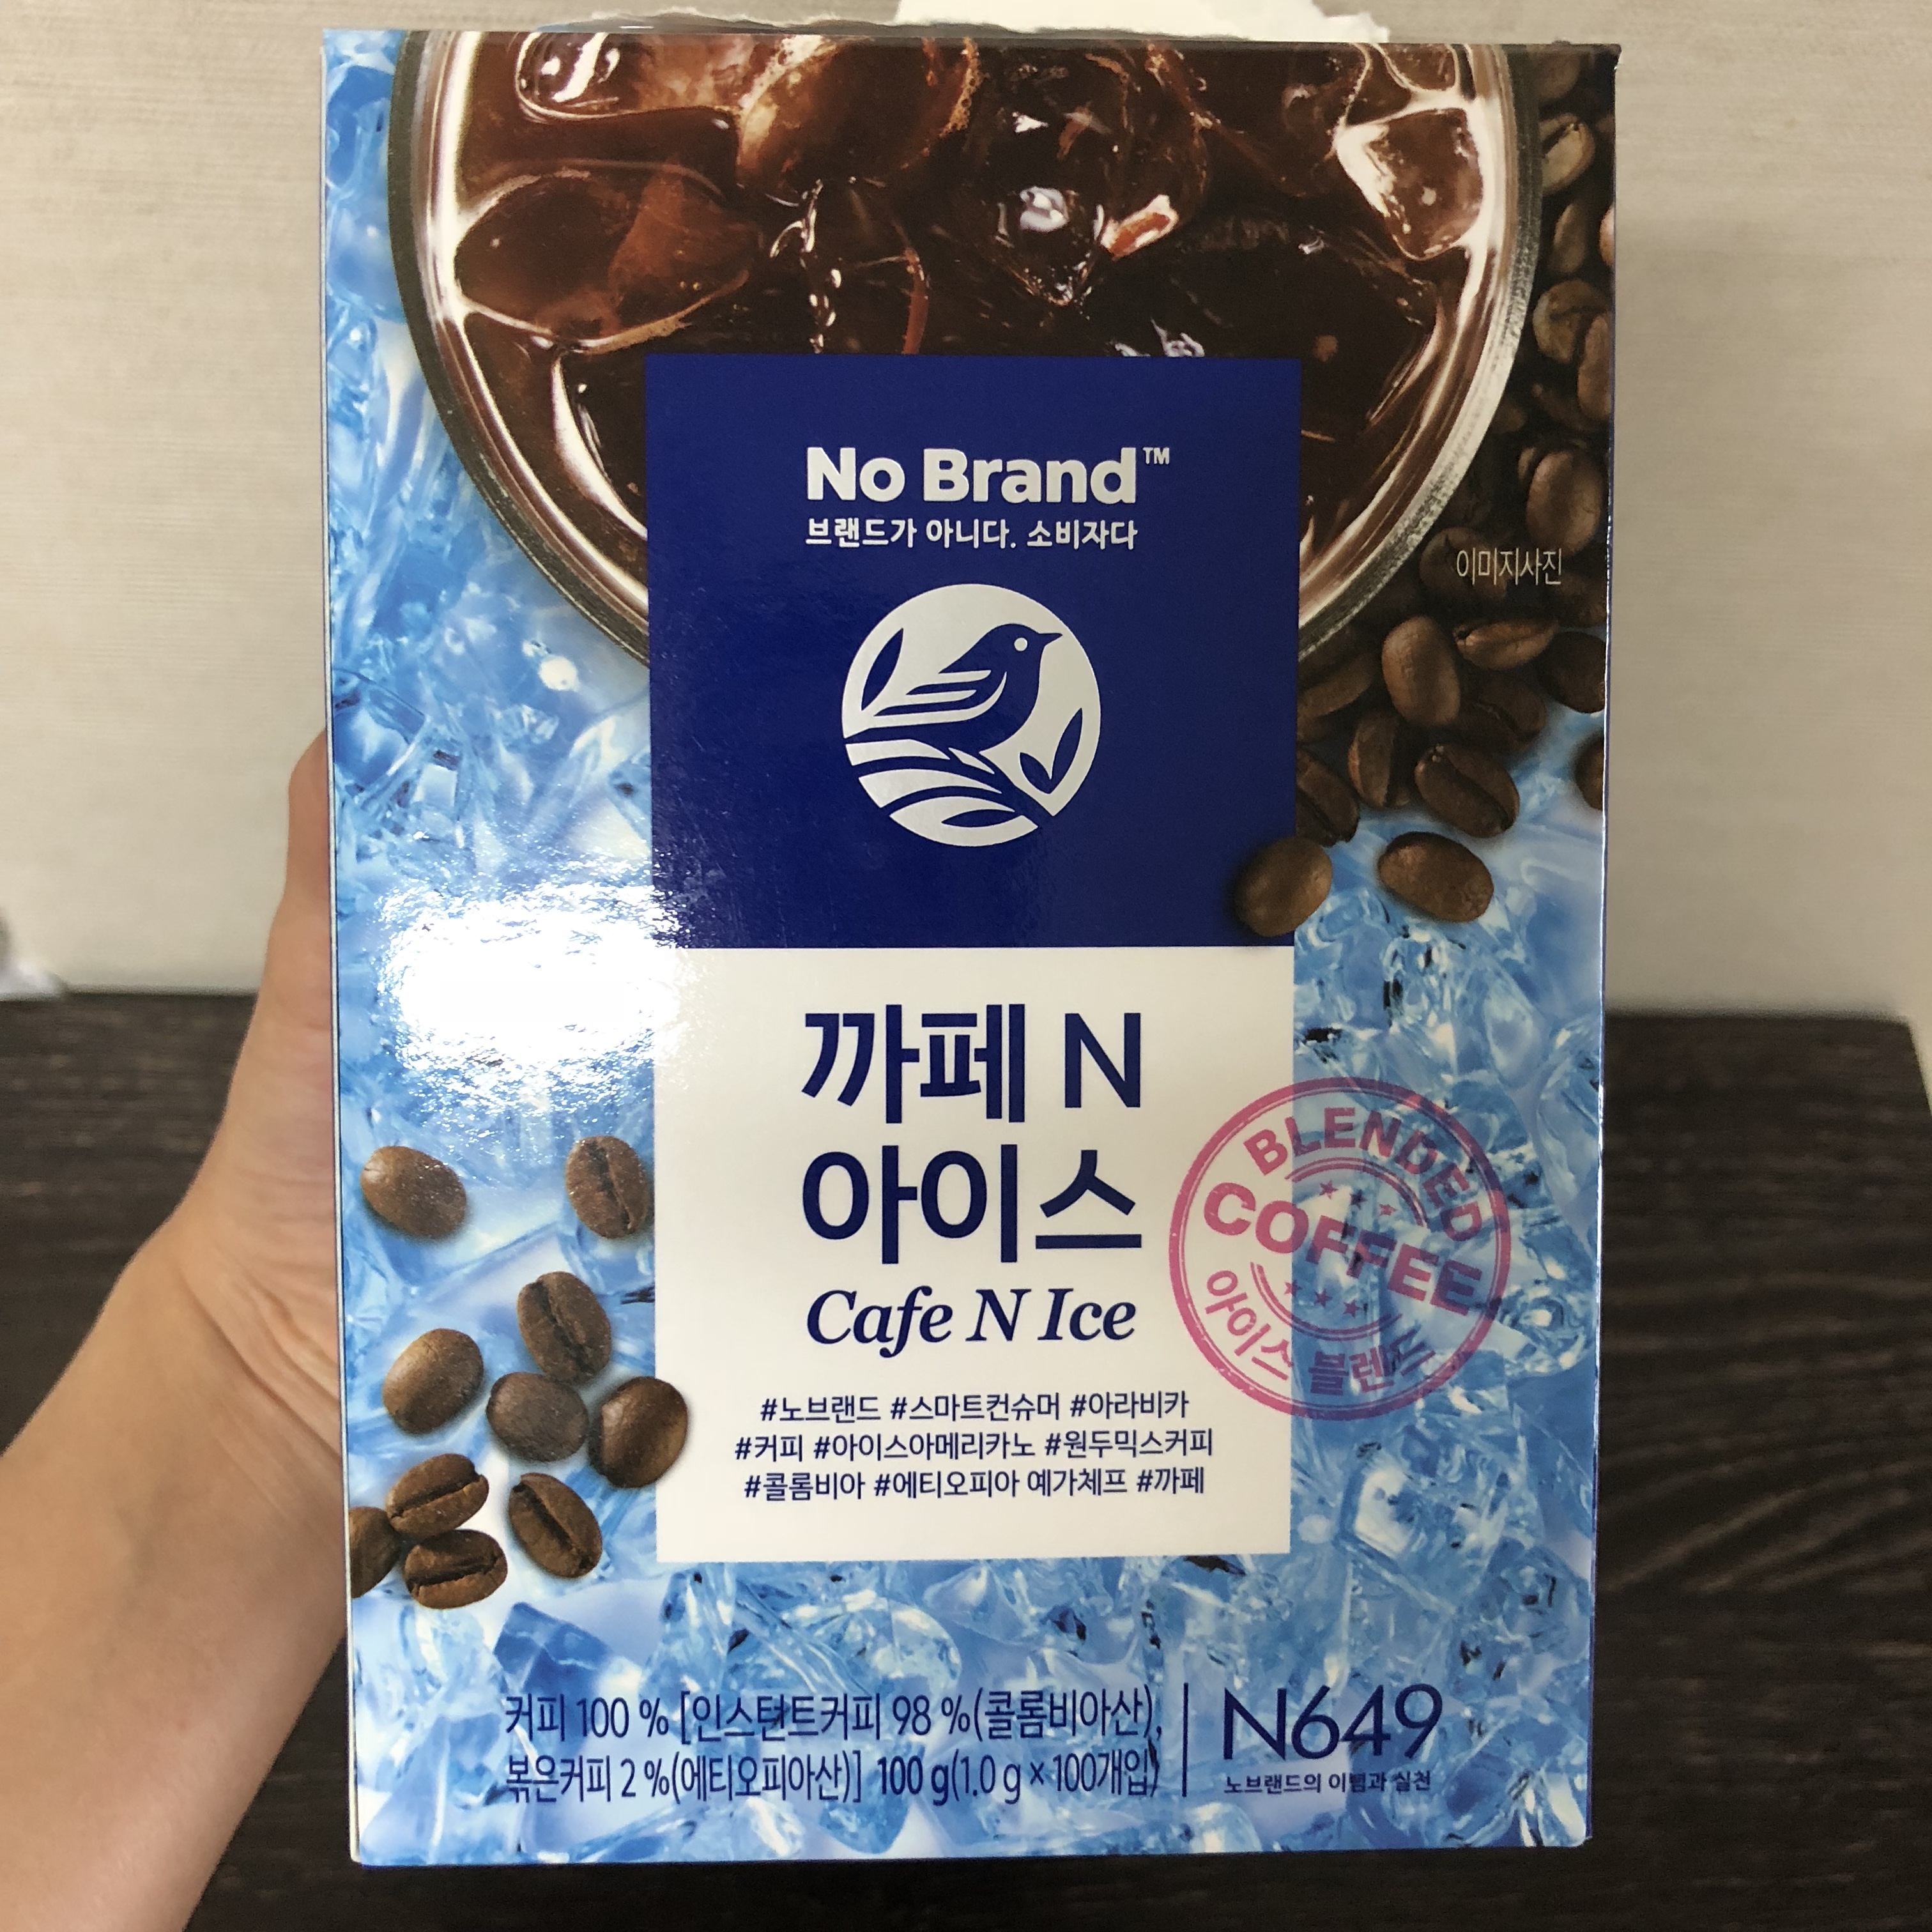 No Brand™
브랜드가 아니다. 소비자다
이미지사진
까페 N
아이스
Cafe N Ice
BLENDED
COFFEE
아이스 블렌드
#노브랜드 #스마트컨슈머 #아라비카
#커피 #아이스아메리카노 #원두믹스커피
#콜롬비아 #에티오피아 예가체프 #까페
커피 100 % [인스턴트커피 98 %(콜롬비아산),
볶은커피 2 %(에티오피아산)] 100 g(1.0 g × 100개입)
N649
노브랜드의 이념과 실천